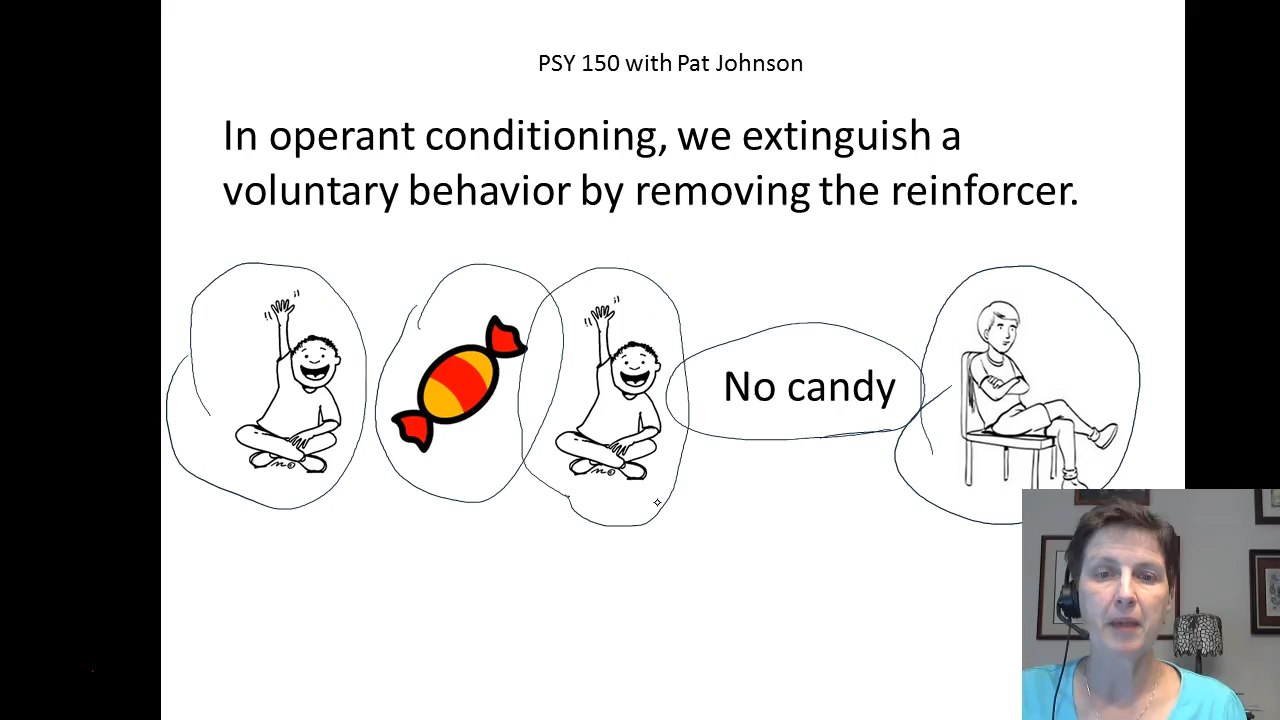 PSY 150 with Pat Johnson
In operant conditioning, we extinguish a
voluntary behavior by removing the reinforcer.
No candy